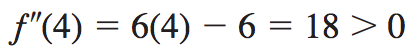 f"(4) = 6(4) − 6 = 18 > 0